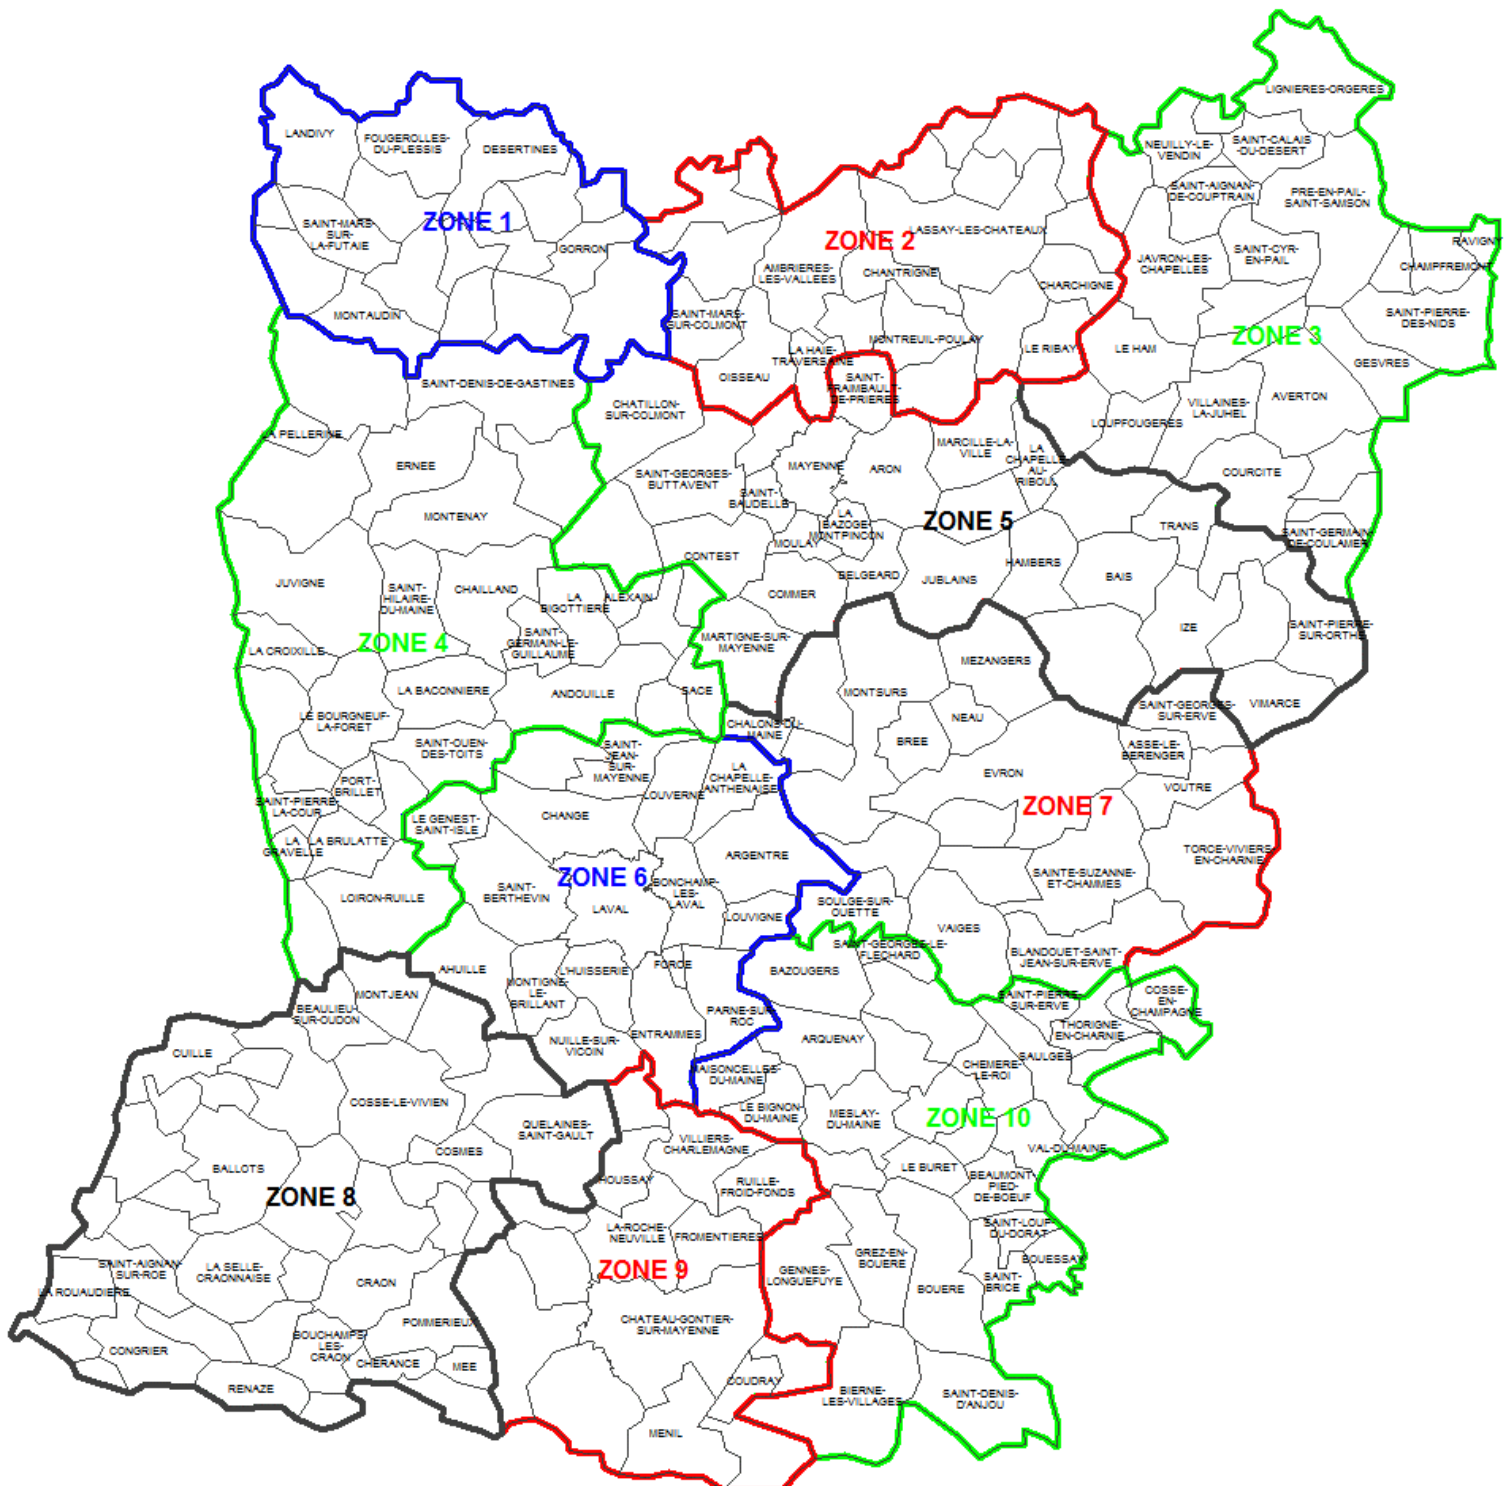 LIGNIERES-ORGERES
LANDIVY
FOUGEROLLES-
DU-PLESSIS
DESERTINES
NEUILLY-LE-
VENDIN
SAINT-CALAIS
-DU-DESERT
SAINT-AIGNAN-
DE-COUPTRAIN
PRE-EN-PAIL-
SAINT-SAMSON
SAINT-MARS-
SUR-
LA-FUTAIE
ZONE 1
GORRON
ZONE 2
LASSAY-LES-CHATEAUX
RAVIGNY
AMBRIERES-
LES-VALLEES
CHANTRIGNE
CHARCHIGNE
JAVRON-LES-
CHAPELLES
SAINT-CYR-
EN-PAIL
CHAMPFREMONT
MONTAUDIN
SAINT-MARS-
SUR-COLMONT
SAINT-PIERRE-
DES-NIDS
ZONE 3
LA HAIE-
TRAVERSAINE
MONTREUIL-POULAY
LE RIBAY
LE HAM
GESVRES
OISSEAU
SAINT-
FRAIMBAULT-
DE-PRIERES
SAINT-DENIS-DE-GASTINES
CHATILLON-
SUR-COLMONT
VILLAINES-
LA-JUHEL
AVERTON
LOUPFOUGERES
LA PELLERINE
ERNEE
SAINT-GEORGES-
BUTTAVENT
MAYENNE
ARON
MARCILLE-LA-
VILLE
LA
CHAPELLE-
AU-
RIBOUL
COURCITE
SAINT-
BAUDELLE
MONTENAY
LA
BAZOGE-
MONTPINCON
ZONE 5
TRANS
SAINT-GERMAIN-
DE-COULAMER
MOULAY
CONTEST
JUVIGNE
SAINT-
HILAIRE-
DU-MAINE
CHAILLAND
LA
BIGOTTIERE
ALEXAIN
COMMER
BELGEARD
JUBLAINS
HAMBERS
BAIS
ZONE 4
SAINT-
GERMAIN-LE-
GUILLAUME
MARTIGNE-SUR-
MAYENNE
IZE
SAINT-PIERRE-
SUR-ORTHE
LA CROIXILLE
MEZANGERS
LA BACONNIERE
ANDOUILLE
SACE
MONTSURS
SAINT-GEORGES-
SUR-ERVE
VIMARCE
LE BOURGNEUF-
LA-FORET
CHALONS-DU-
MAINE
NEAU
SAINT-OUEN-
DES-TOITS
SAINT-
JEAN-
SUR-
MAYENNE
BREE
ASSE-LE-
BERENGER
PORT-
BRILLET
LOUVERNE
LA
CHAPELLE-
ANTHENAISE
EVRON
VOUTRE
SAINT-PIERRE-
LA-COUR
LE GENEST-
SAINT-ISLE
CHANGE
ZONE 7
LA
GRAVELLE
LA BRULATTE
ARGENTRE
TORCE-VIVIERS-
EN-CHARNIE
LOIRON-RUILLE
SAINT-
BERTHEVIN
ZONE 6
LAVAL
BONCHAMP-
LES-
LAVAL
LOUVIGNE
SOULGE-SUR-
OUETTE
SAINTE-SUZANNE-
ET-CHAMMES
VAIGES
SAINT-GEORGES-LE-
FLECHARD
BLANDOUET-SAINT-
JEAN-SUR-ERVE
AHUILLE
MONTIGNE-
LE-
BRILLANT
L'HUISSERIE
FORCE
BAZOUGERS
BEAULIEU-
SUR-OUDON
MONTJEAN
SAINT-PIERRE-
SUR-ERVE
COSSE-
EN-
CHAMPAGNE
PARNE-SUR-
ROC
THORIGNE-
EN-CHARNIE
CUILLE
NUILLE-SUR-
VICOIN
ENTRAMMES
ARQUENAY
SAULGES
CHEMERE-
LE-ROI
MAISONCELLES-
DU-MAINE
COSSE-LE-VIVIEN
LE BIGNON-
DU-MAINE
MESLAY-
DU-MAINE
ZONE 10
QUELAINES-
SAINT-GAULT
VILLIERS-
CHARLEMAGNE
VAL-DU-MAINE
COSMES
BALLOTS
HOUSSAY
RUILLE-
FROID-FONDS
LE BURET
BEAUMONT-
PIED-
DE-BOEUF
ZONE 8
LA-ROCHE-
NEUVILLE
FROMENTIERES
SAINT-LOUP-
DU-DORAT
SAINT-AIGNAN-
SUR-ROE
LA SELLE-
CRAONNAISE
CRAON
ZONE 9
GENNES-
LONGUEFUYE
GREZ-EN-
BOUERE
BOUESSAY
SAINT-
BRICE
BOUERE
LA ROUAUDIERE
POMMERIEUX
CHATEAU-GONTIER-
SUR-MAYENNE
CONGRIER
BOUCHAMPS-
LES-
CRAON
CHERANCE
MEE
RENAZE
COUDRAY
BIERNE-
LES-VILLAGES
SAINT-DENIS-
D'ANJOU
MENIL